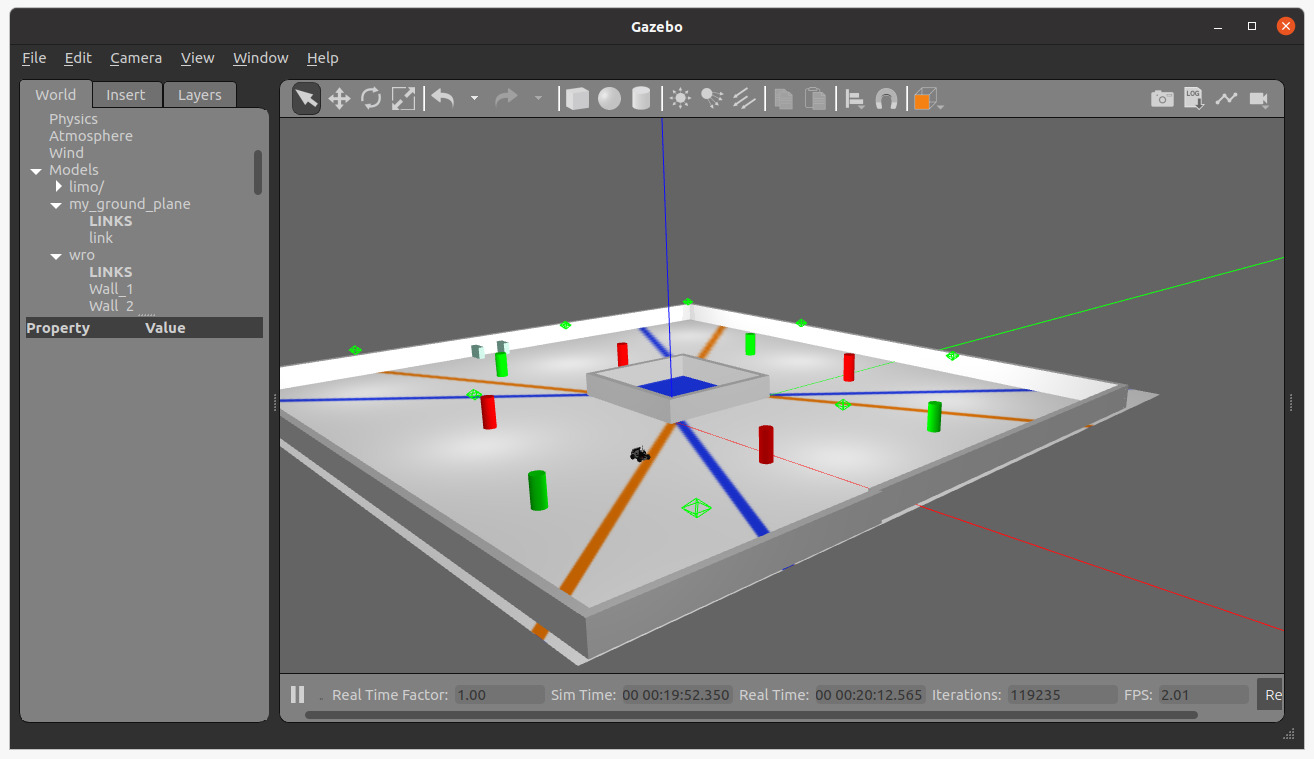 Gazebo
File Edit Camera View Window Help
World Insert Layers
LOG
Physics
Atmosphere
Wind
Models
limo/
my_ground_plane
LINKS
link
wro
LINKS
Wall_1
Wall_2
Property Value
Real Time Factor: 1.00 Sim Time: 00 00:19:52.350 Real Time: 00 00:20:12.565 Iterations: 119235 FPS: 2.01 Re